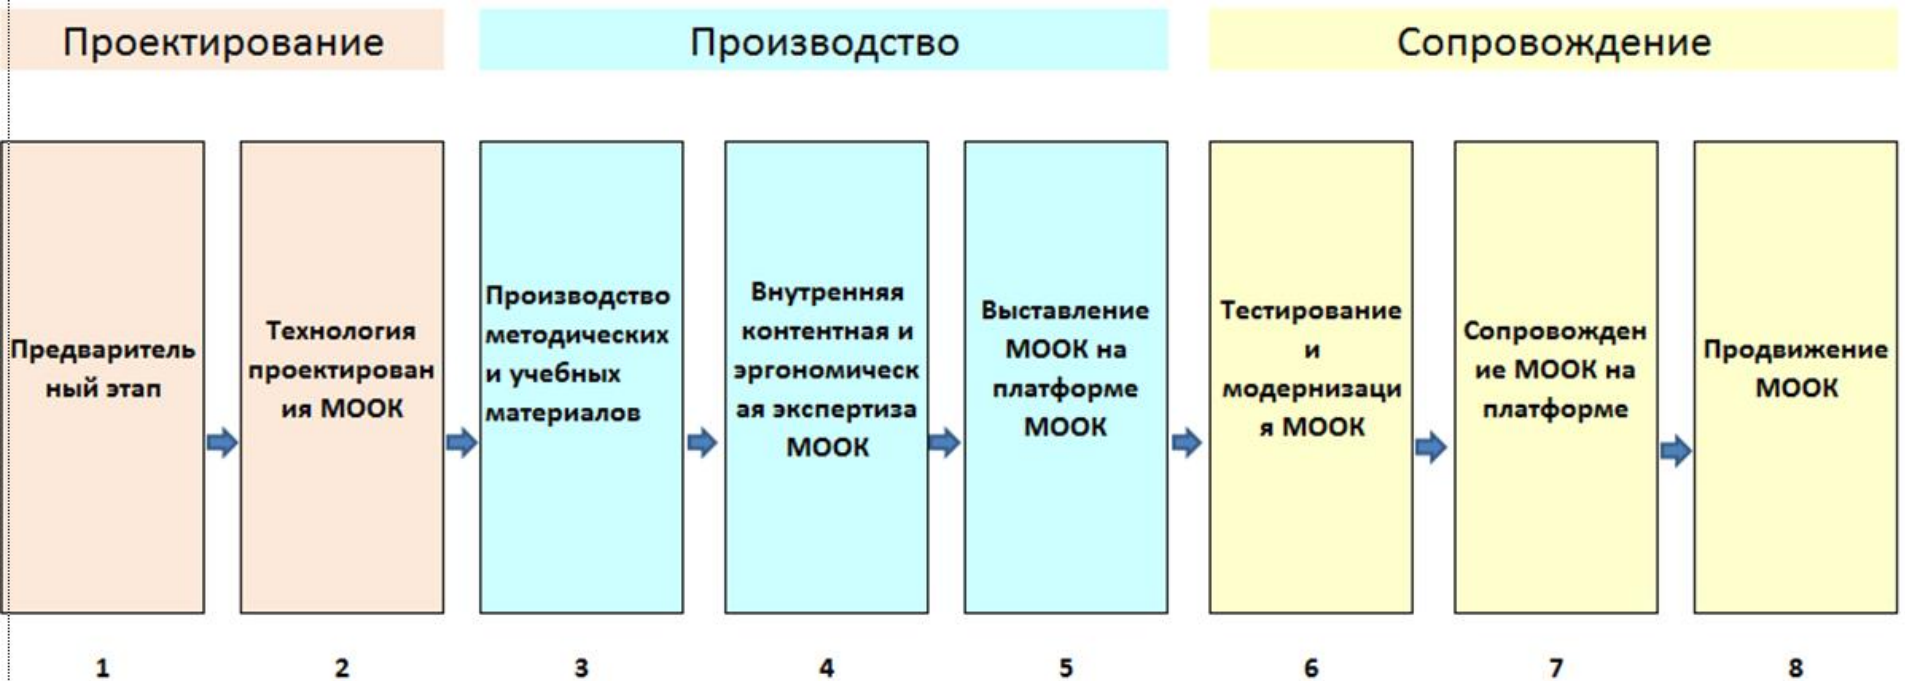 Проектирование
Производство
Сопровождение
Предваритель
ный этап
Технология
проектирован
ия МООК
Производство
методических
и учебных
материалов
Внутренняя
контентная и
эргономическ
ая экспертиза
МООК
Выставление
МООК на
платформе
МООК
Тестирование
и
модернизаци
я МООК
Сопровожден
ие МООК на
платформе
Продвижение
МООК
1
2
3
4
5
6
7
8